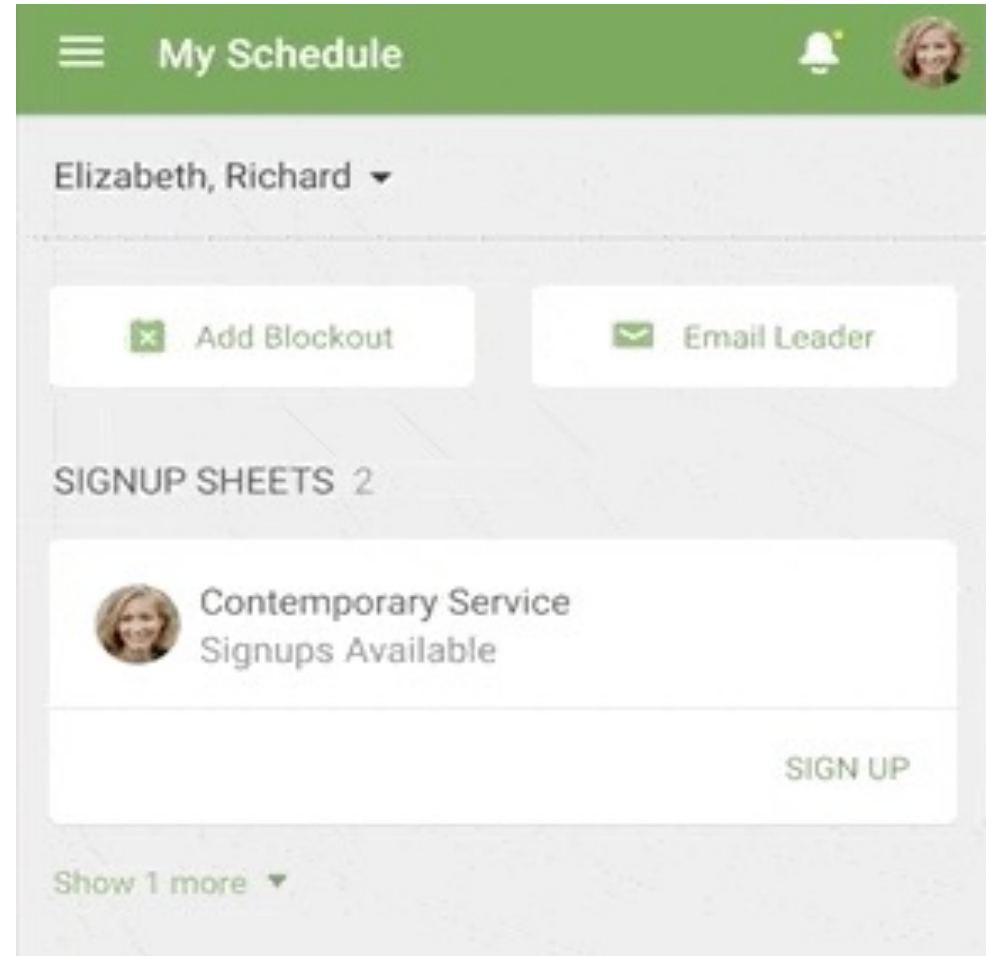 My Schedule
Elizabeth, Richard
Add Blockout
Email Leader
SIGNUP SHEETS 2
Contemporary Service
Signups Available
SIGN UP
Show 1 more